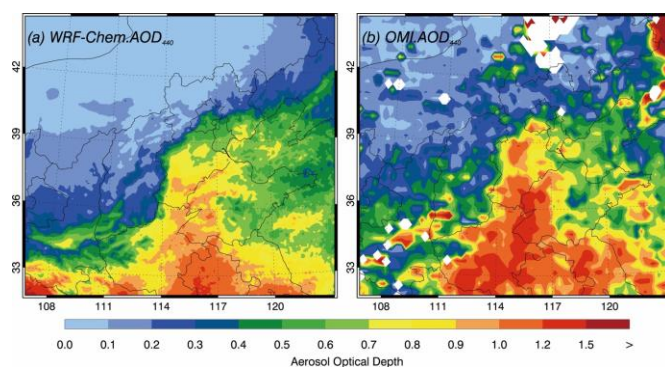 (a) WRF-Chem.AOD440
(b) OMI.AOD440
42
39
36
33
42
39
36
33
108 111 114 117 120
108 111 114 117 120
0.0 0.1 0.2 0.3 0.4 0.5 0.6 0.7 0.8 0.9 1.0 1.2 1.5 >
Aerosol Optical Depth